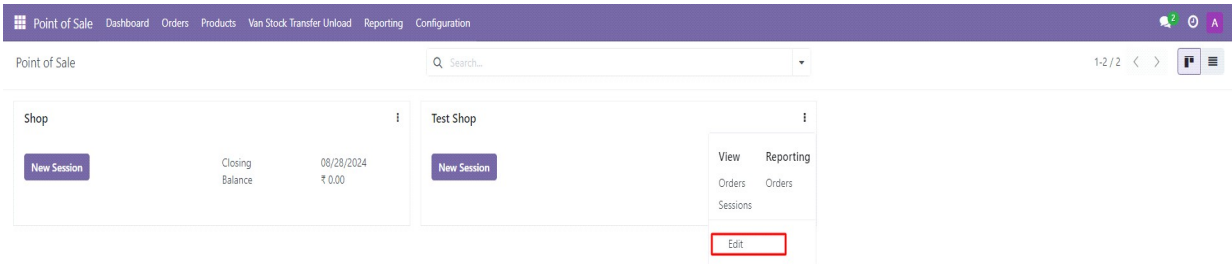 Point of Sale Dashboard Orders Products Van Stock Transfer Unload Reporting Configuration 2 A
Point of Sale Search... 1-2 / 2
Shop
New Session
Closing 08/28/2024
Balance ₹ 0.00
Test Shop
New Session
View Reporting
Orders Orders
Sessions
Edit